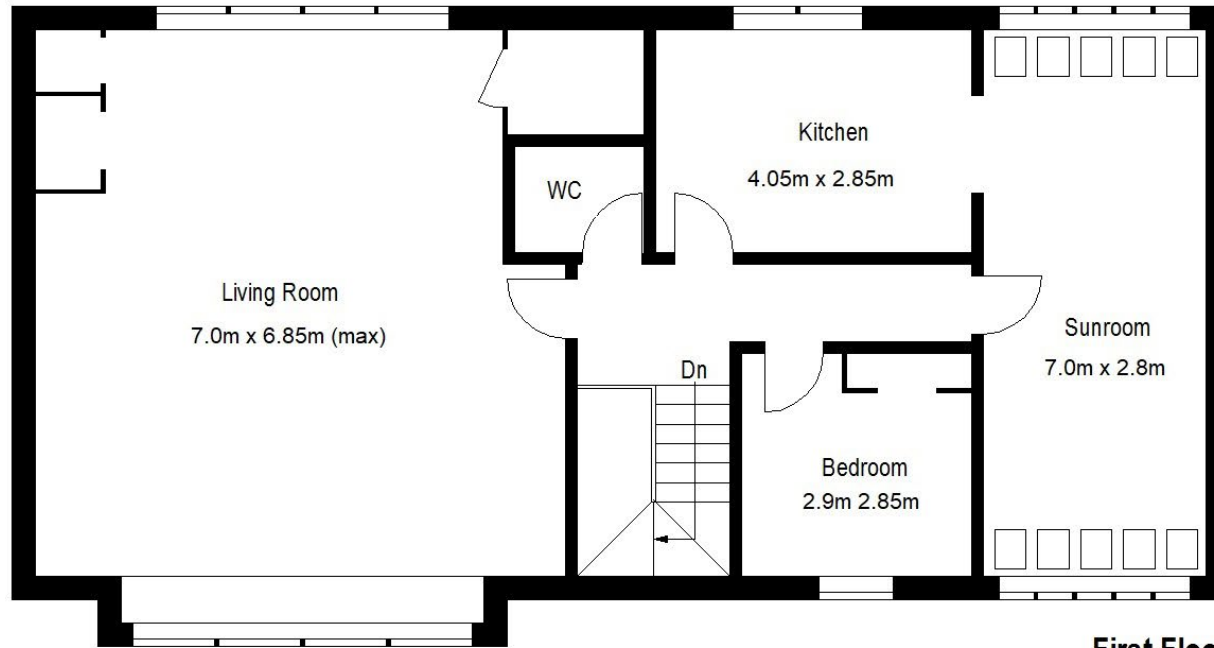 Kitchen
4.05m x 2.85m
WC
Living Room
7.0m x 6.85m (max)
Sunroom
7.0m x 2.8m
Dn
Bedroom
2.9m 2.85m
First